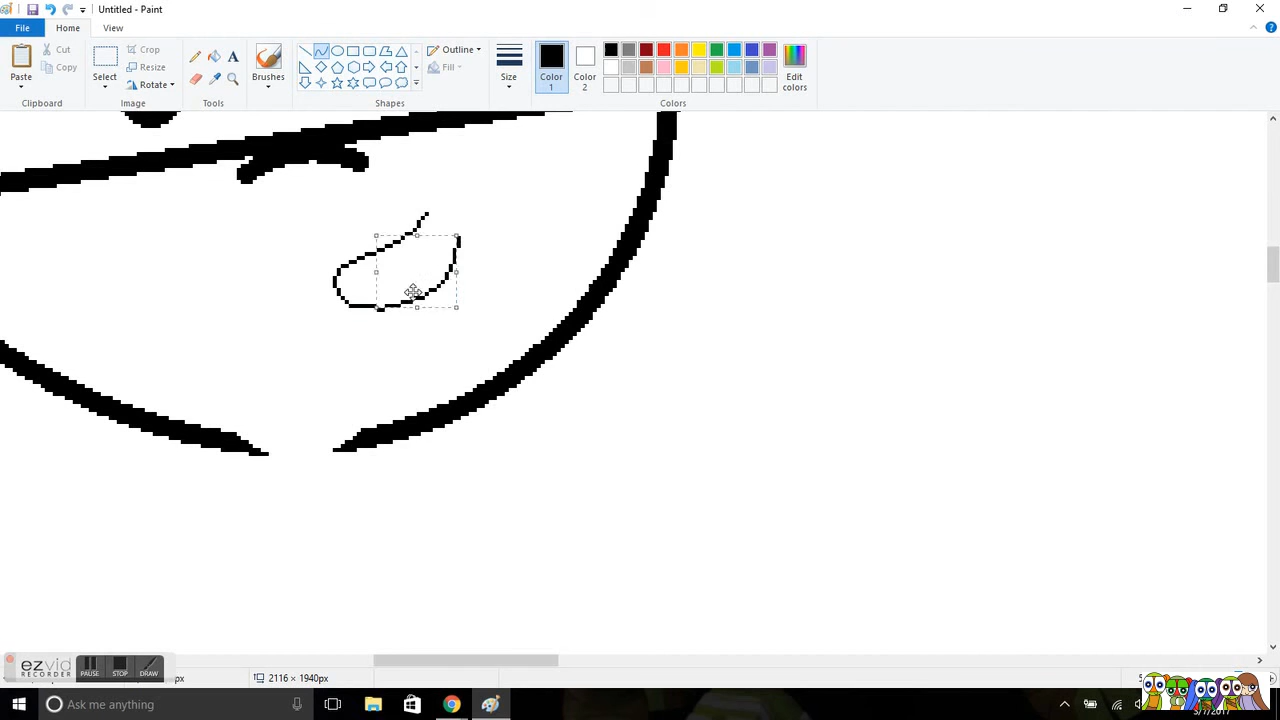 Untitled - Paint
File Home View
Paste
Cut
Copy
Clipboard
Select
Crop
Resize
Rotate
Image
A
Tools
Brushes
Outline
Fill
Shapes
Size
Color 1
Color 2
Edit colors
Colors
ezvid
RECORDER
PAUSE STOP DRAW
2116 × 1940px
Ask me anything